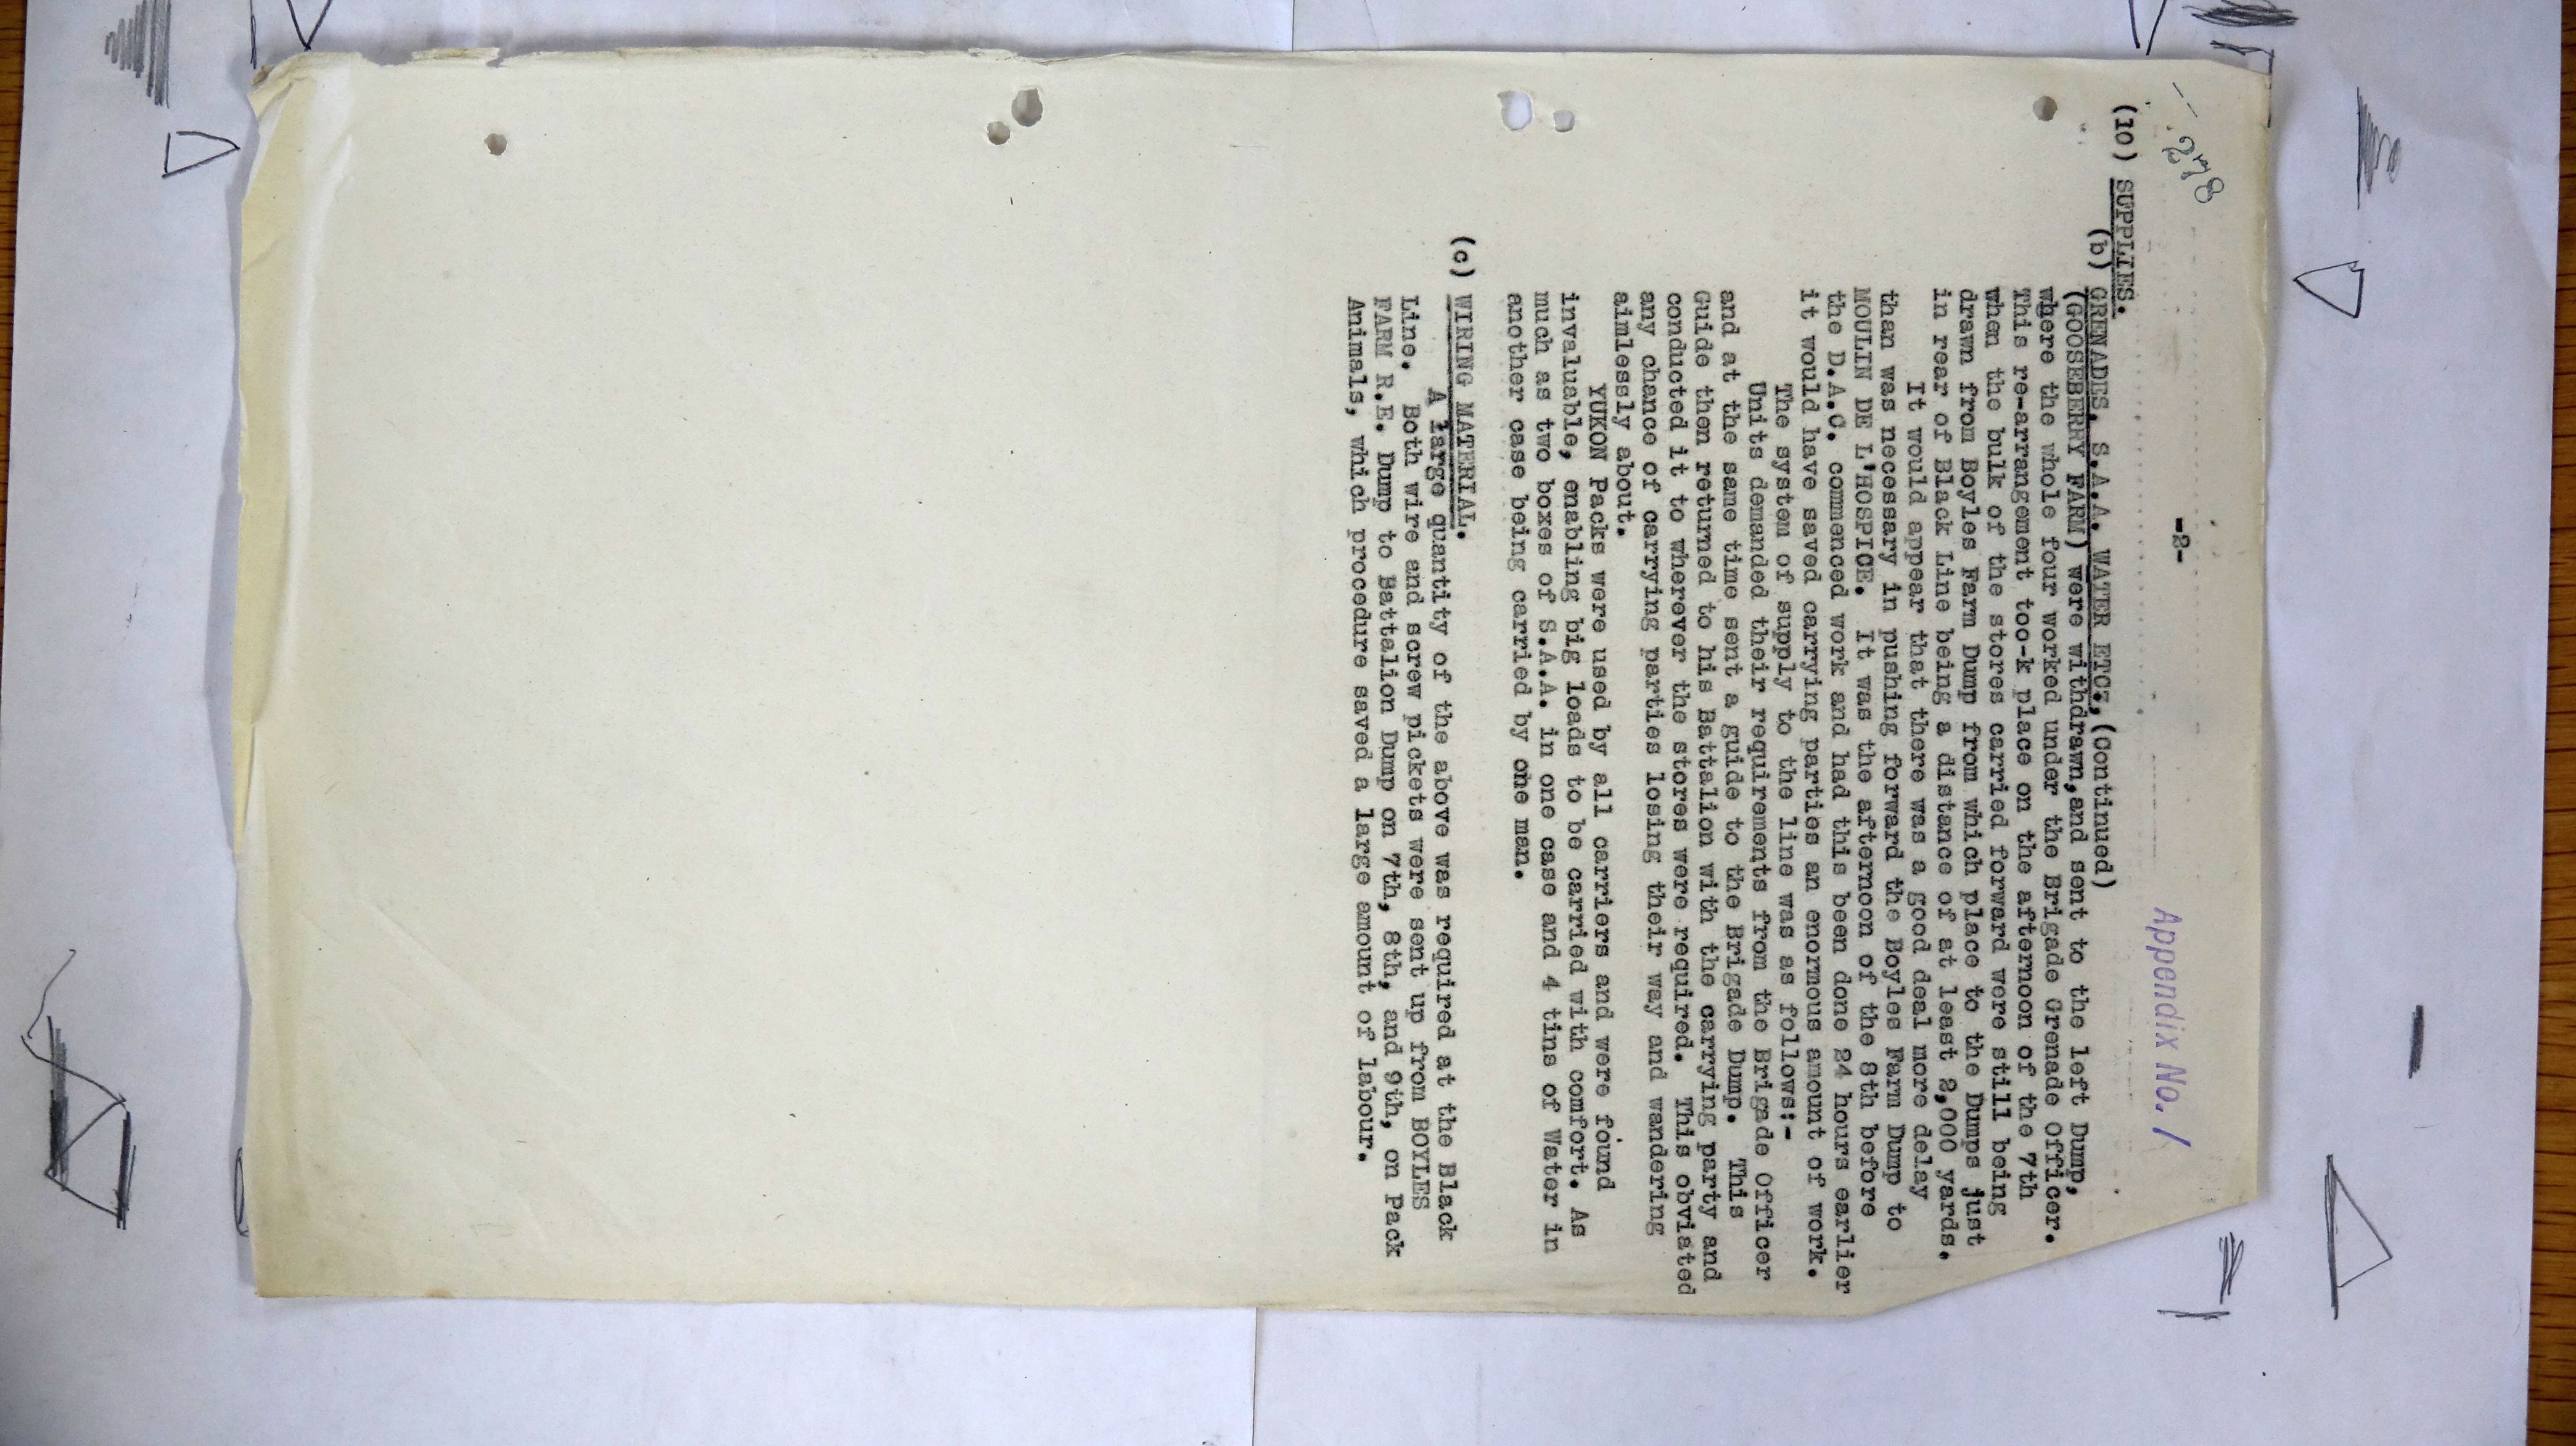 -2-
Appendix No. 1
(10) SUPPLIES.
(b) GRENADES, S.A.A. WATER ETC., (Continued)
(GOOSEBERRY FARM) were withdrawn,and sent to the left Dump,
where the whole four worked under the Brigade Grenade Officer.
This re-arrangement too-k place on the afternoon of the 7th
when the bulk of the stores carried forward were still being
drawn from Boyles Farm Dump from which place to the Dumps just
in rear of Black Line being a distance of at least 2,000 yards.
It would appear that there was a good deal more delay
than was necessary in pushing forward the Boyles Farm Dump to
MOULIN DE L'HOSPICE. It was the afternoon of the 8th before
the D.A.C. commenced work and had this been done 24 hours earlier
it would have saved carrying parties an enormous amount of work.
The system of supply to the line was as follows:-
Units demanded their requirements from the Brigade Officer
and at the same time sent a guide to the Brigade Dump. This
Guide then returned to his Battalion with the carrying party and
conducted it to wherever the stores were required. This obviated
any chance of carrying parties losing their way and wandering
aimlessly about.
YUKON Packs were used by all carriers and were found
invaluable, enabling big loads to be carried with comfort. As
much as two boxes of S.A.A. in one case and 4 tins of Water in
another case being carried by one man.
(c) WIRING MATERIAL.
A large quantity of the above was required at the Black
Line. Both wire and screw pickets were sent up from BOYLES
FARM R.E. Dump to Battalion Dump on 7th, 8th, and 9th, on Pack
Animals, which procedure saved a large amount of labour.